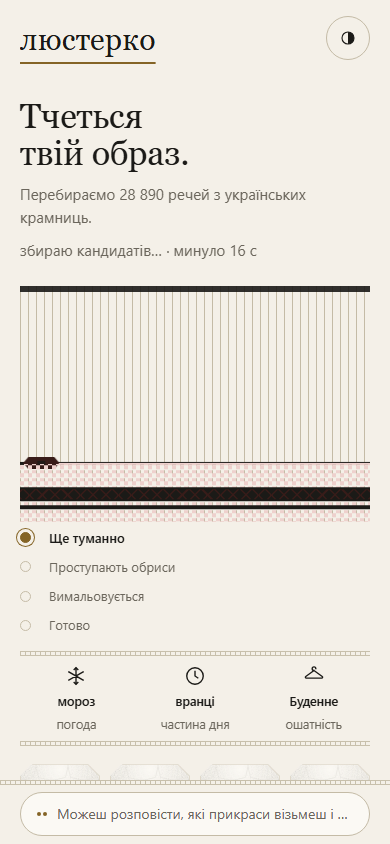 люстерко
Тчеться
твій образ.
Перебираємо 28 890 речей з українських
крамниць.
збираю кандидатів... · минуло 16 с
Ще туманно
Проступають обриси
Вимальовується
Готово
мороз
погода
вранці
частина дня
Буденне
ошатність
Можеш розповісти, які прикраси візьмеш і ...